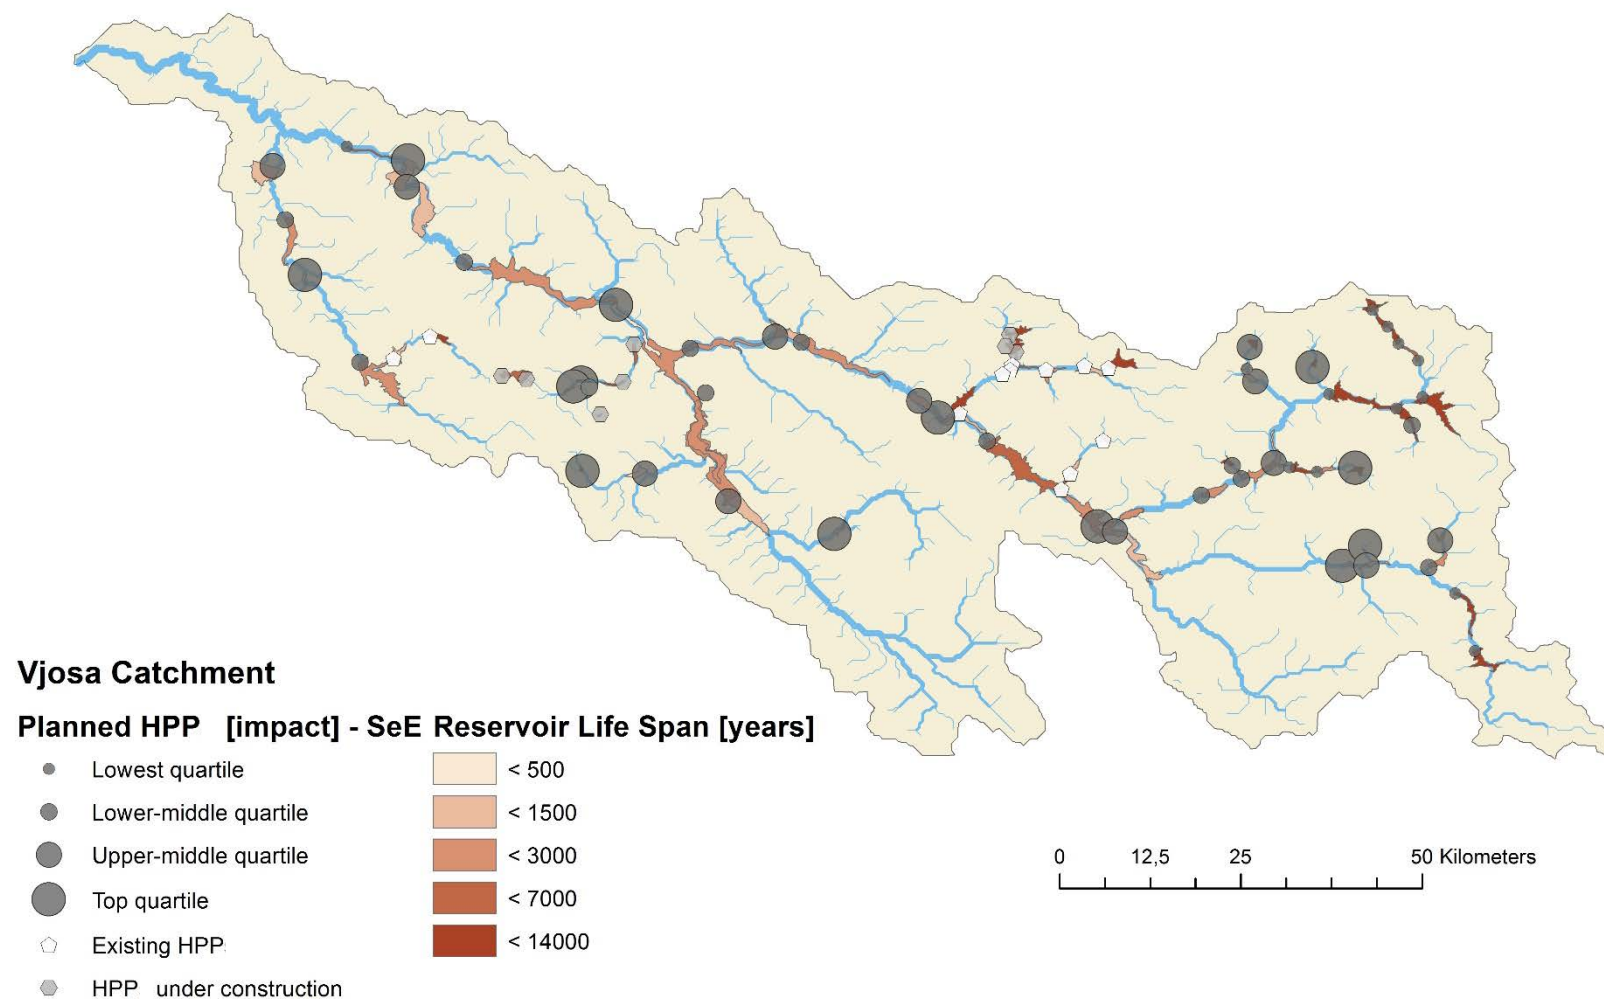 Vjosa Catchment
Planned HPP [impact] - SeE Reservoir Life Span [years]
Lowest quartile < 500
Lower-middle quartile < 1500
Upper-middle quartile < 3000
Top quartile < 7000
Existing HPP
< 14000
HPP under construction
0 12,5 25 50 Kilometers